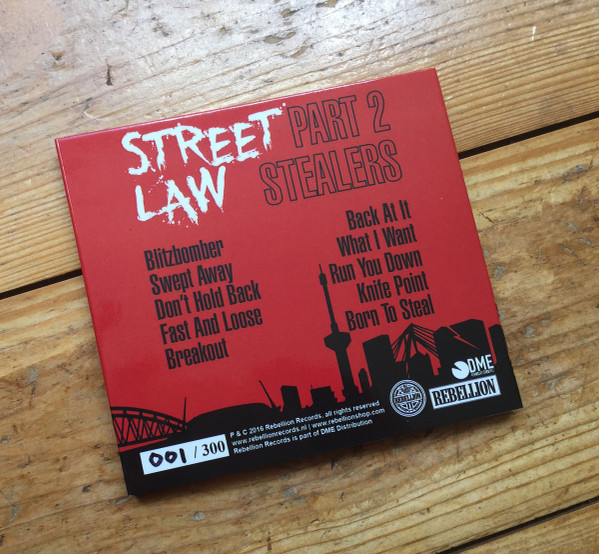 STREET LAW
PART 2
STEALERS
Blitzbomber
Swept Away
Don't Hold Back
Fast And Loose
Breakout
Back At It
What I Want
Run You Down
Knife Point
Born To Steal
DME
REBELLION
P & C 2016 Rebellion Records, all rights reserved
www.rebellionrecords.nl | www.rebellionshop.com
Rebellion Records is part of DME Distribution
001 / 300